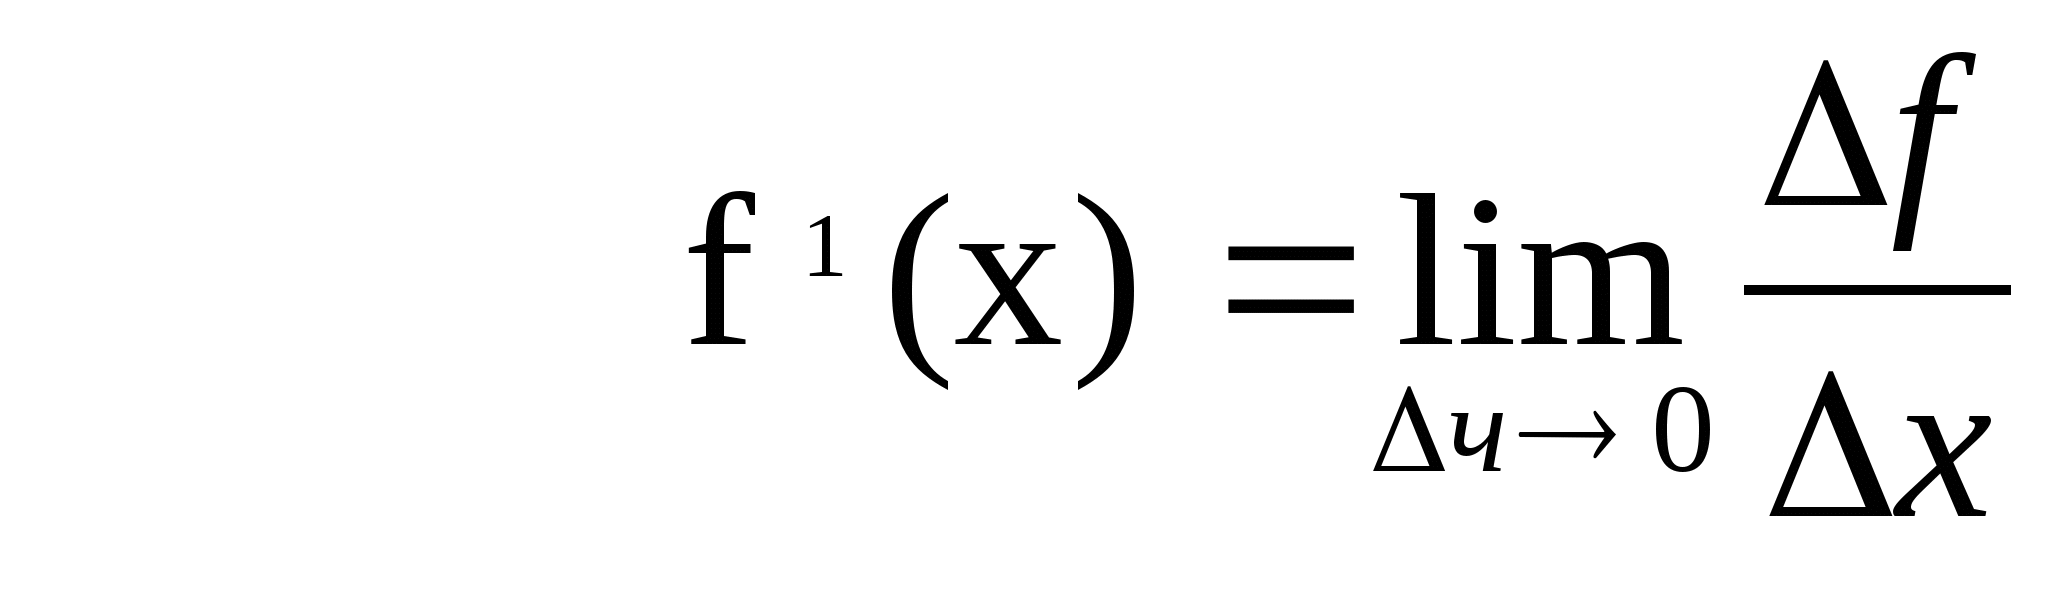 f ¹ (x) = lim Δf
Δч→ 0 Δx